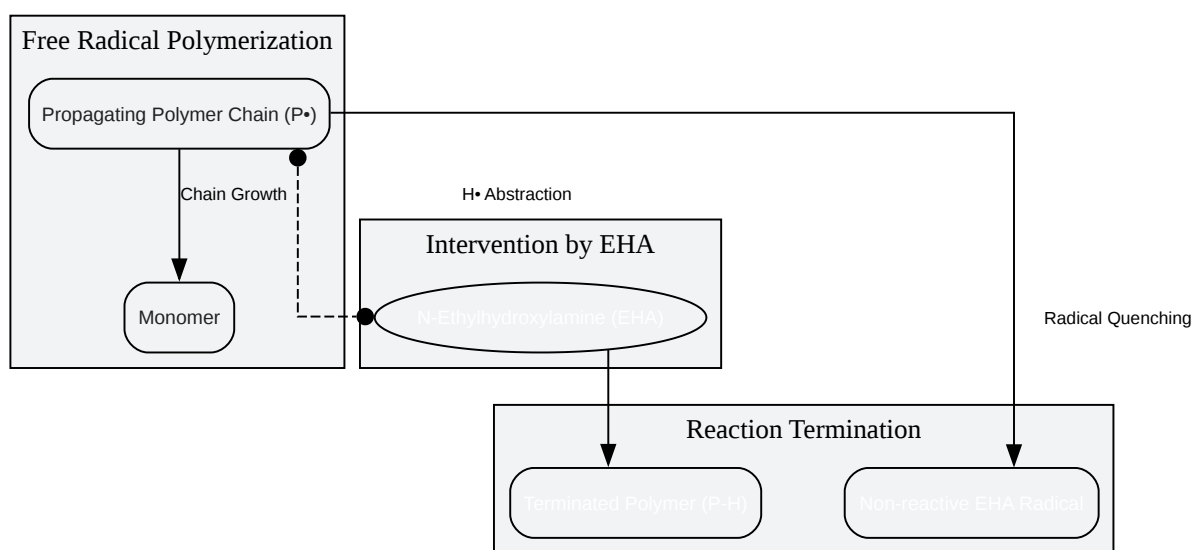 Free Radical Polymerization
Propagating Polymer Chain (P•)
Chain Growth
H• Abstraction
Intervention by EHA
Monomer
N-Ethylhydroxylamine (EHA)
Radical Quenching
Reaction Termination
Terminated Polymer (P-H)
Non-reactive EHA Radical